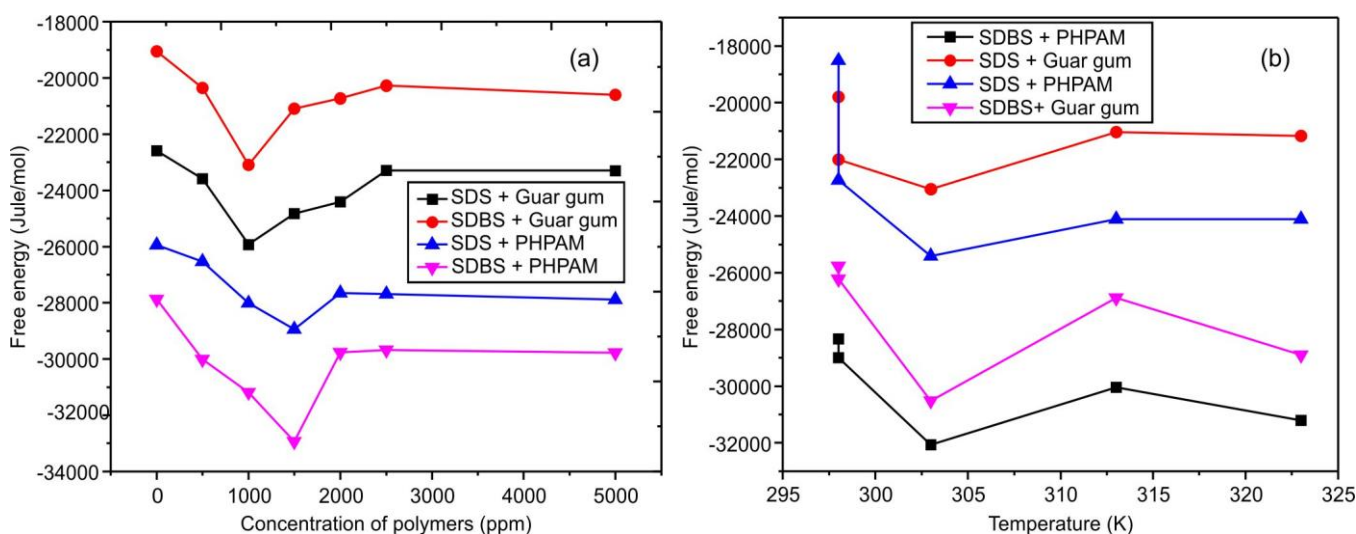 -18000
-20000
-22000
-24000
-26000
-28000
-30000
-32000
-34000
Free energy (Jule/mol)
(a)
SDS + Guar gum
SDBS + Guar gum
SDS + PHPAM
SDBS + PHPAM
0 1000 2000 3000 4000 5000
Concentration of polymers (ppm)
-18000
-20000
-22000
-24000
-26000
-28000
-30000
-32000
Free energy (Jule/mol)
(b)
SDBS + PHPAM
SDS + Guar gum
SDS + PHPAM
SDBS+ Guar gum
295 300 305 310 315 320 325
Temperature (K)